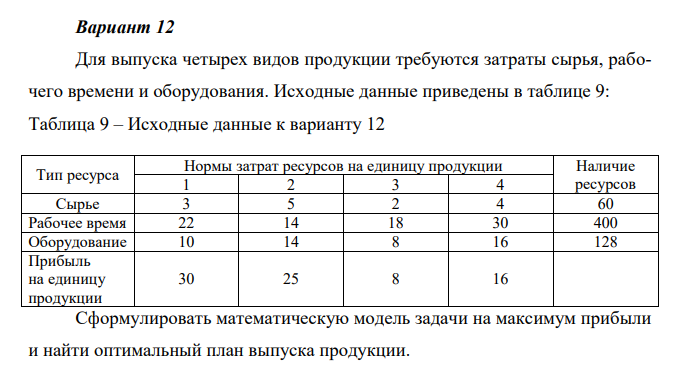 Вариант 12
Для выпуска четырех видов продукции требуются затраты сырья, рабо-
чего времени и оборудования. Исходные данные приведены в таблице 9:
Таблица 9 – Исходные данные к варианту 12
Тип ресурса Нормы затрат ресурсов на единицу продукции Наличие ресурсов
1 2 3 4
Сырье 3 5 2 4 60
Рабочее время 22 14 18 30 400
Оборудование 10 14 8 16 128
Прибыль
на единицу 30 25 8 16
продукции
Сформулировать математическую модель задачи на максимум прибыли
и найти оптимальный план выпуска продукции.